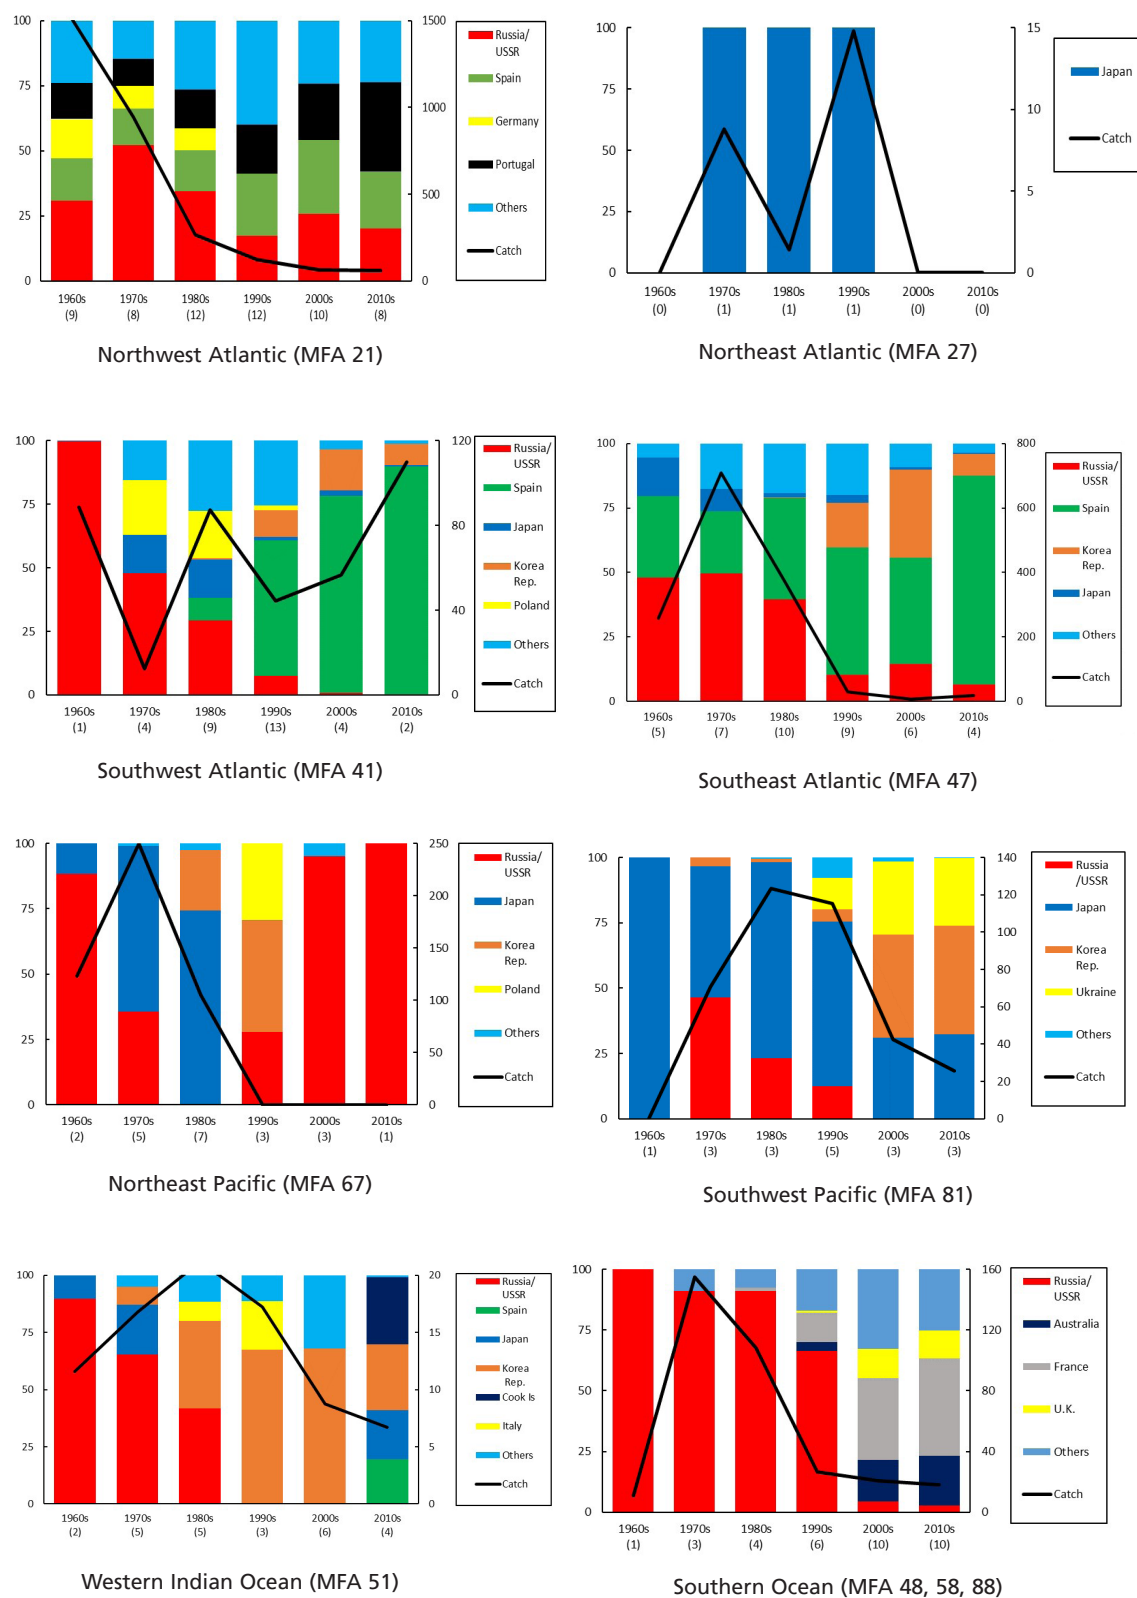 100
75
50
25
0
1500
1000
500
0
1960s
(9)
1970s
(8)
1980s
(12)
1990s
(12)
2000s
(10)
2010s
(8)
Russia/
USSR
Spain
Germany
Portugal
Others
Catch
Northwest Atlantic (MFA 21)
100
75
50
25
0
15
10
5
0
1960s
(0)
1970s
(1)
1980s
(1)
1990s
(1)
2000s
(0)
2010s
(0)
Japan
Catch
Northeast Atlantic (MFA 27)
100
75
50
25
0
120
80
40
0
1960s
(1)
1970s
(4)
1980s
(9)
1990s
(13)
2000s
(4)
2010s
(2)
Russia/
USSR
Spain
Japan
Korea
Rep.
Poland
Others
Catch
Southwest Atlantic (MFA 41)
100
75
50
25
0
800
600
400
200
0
1960s
(5)
1970s
(7)
1980s
(10)
1990s
(9)
2000s
(6)
2010s
(4)
Russia/
USSR
Spain
Korea
Rep.
Japan
Others
Catch
Southeast Atlantic (MFA 47)
100
75
50
25
0
250
200
150
100
50
0
1960s
(2)
1970s
(5)
1980s
(7)
1990s
(3)
2000s
(3)
2010s
(1)
Russia/
USSR
Japan
Korea
Rep.
Poland
Others
Catch
Northeast Pacific (MFA 67)
100
75
50
25
0
140
120
100
80
60
40
20
0
1960s
(1)
1970s
(3)
1980s
(3)
1990s
(5)
2000s
(3)
2010s
(3)
Russia
/USSR
Japan
Korea
Rep.
Ukraine
Others
Catch
Southwest Pacific (MFA 81)
100
75
50
25
0
20
15
10
5
0
1960s
(2)
1970s
(5)
1980s
(5)
1990s
(3)
2000s
(6)
2010s
(4)
Russia/
USSR
Spain
Japan
Korea
Rep.
Cook Is
Italy
Others
Catch
Western Indian Ocean (MFA 51)
100
75
50
25
0
160
120
80
40
0
1960s
(1)
1970s
(3)
1980s
(4)
1990s
(6)
2000s
(10)
2010s
(10)
Russia/
USSR
Australia
France
U.K.
Others
Catch
Southern Ocean (MFA 48, 58, 88)